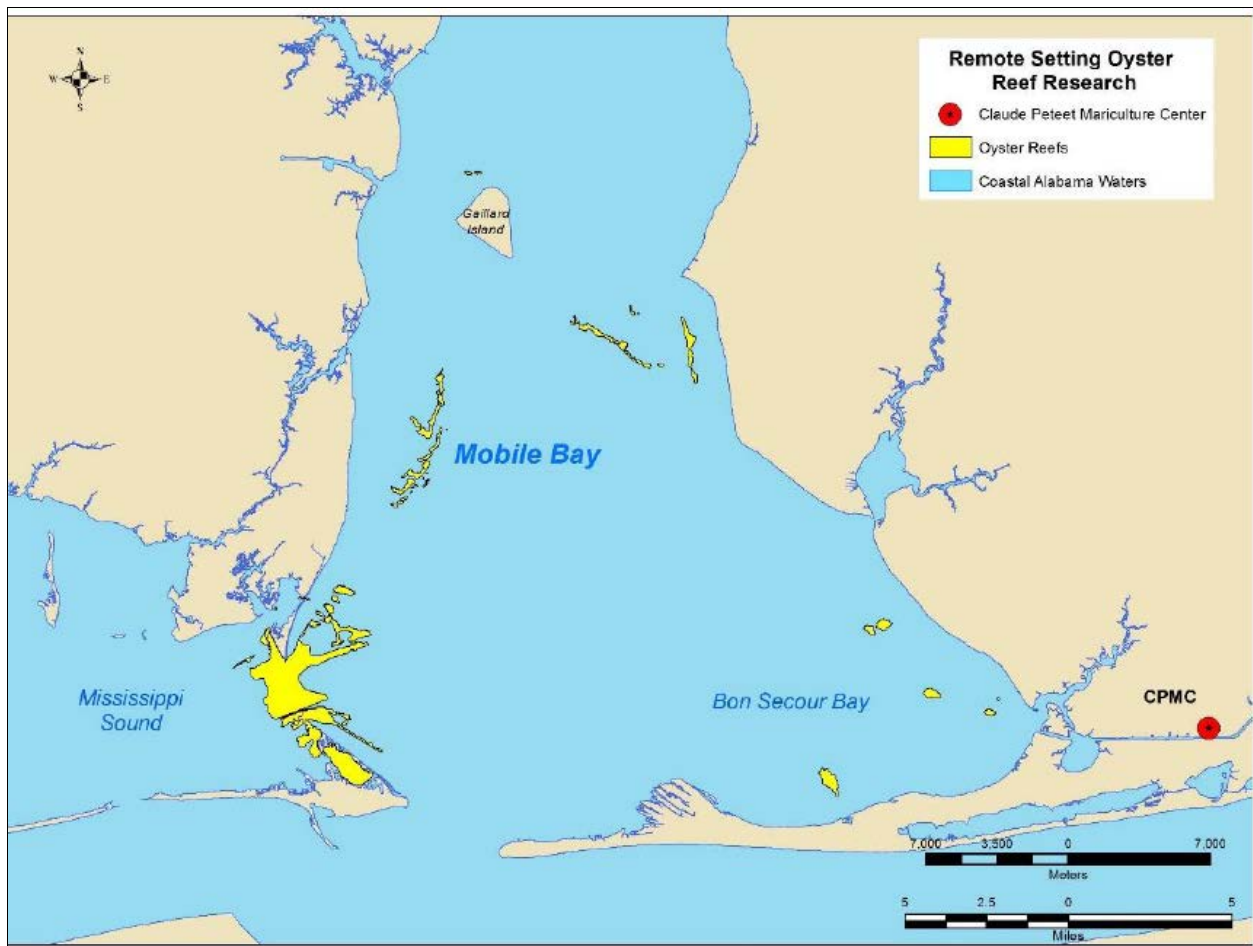 N
W E
S
Remote Setting Oyster
Reef Research
Claude Peteet Mariculture Center
Oyster Reefs
Coastal Alabama Waters
Gaillard
Island
Mobile Bay
Mississippi
Sound
Bon Secour Bay
CPMC
7,000 3,500 0 7,000
Meters
5 2.5 0 5
Miles